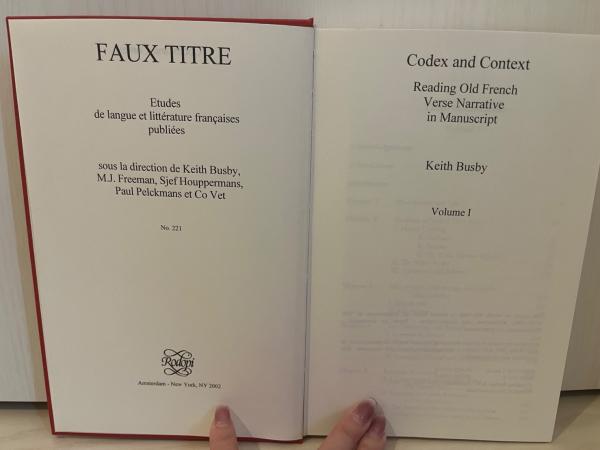 FAUX TITRE
Etudes
de langue et littérature françaises
publiées
sous la direction de Keith Busby,
M.J. Freeman, Sjef Houppermans,
Paul Pelckmans et Co Vet
No. 221
Rodopi
Amsterdam - New York, NY 2002
Codex and Context
Reading Old French
Verse Narrative
in Manuscript
Keith Busby
Volume I